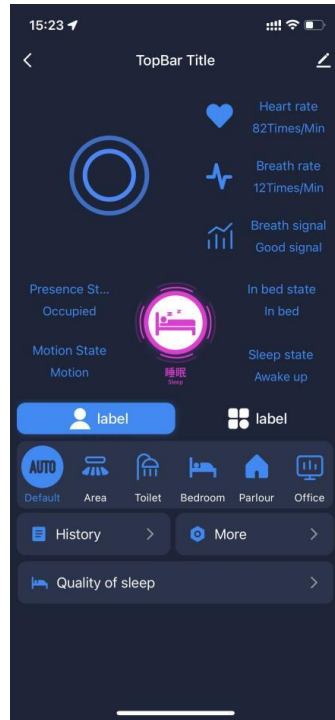 15:23
TopBar Title
Heart rate
82Times/Min
Breath rate
12Times/Min
Breath signal
Good signal
Presence St...
Occupied
In bed state
In bed
Motion State
Motion
睡眠
Sleep
Sleep state
Awake up
label
label
AUTO
Default
Area
Toilet
Bedroom
Parlour
Office
History
More
Quality of sleep